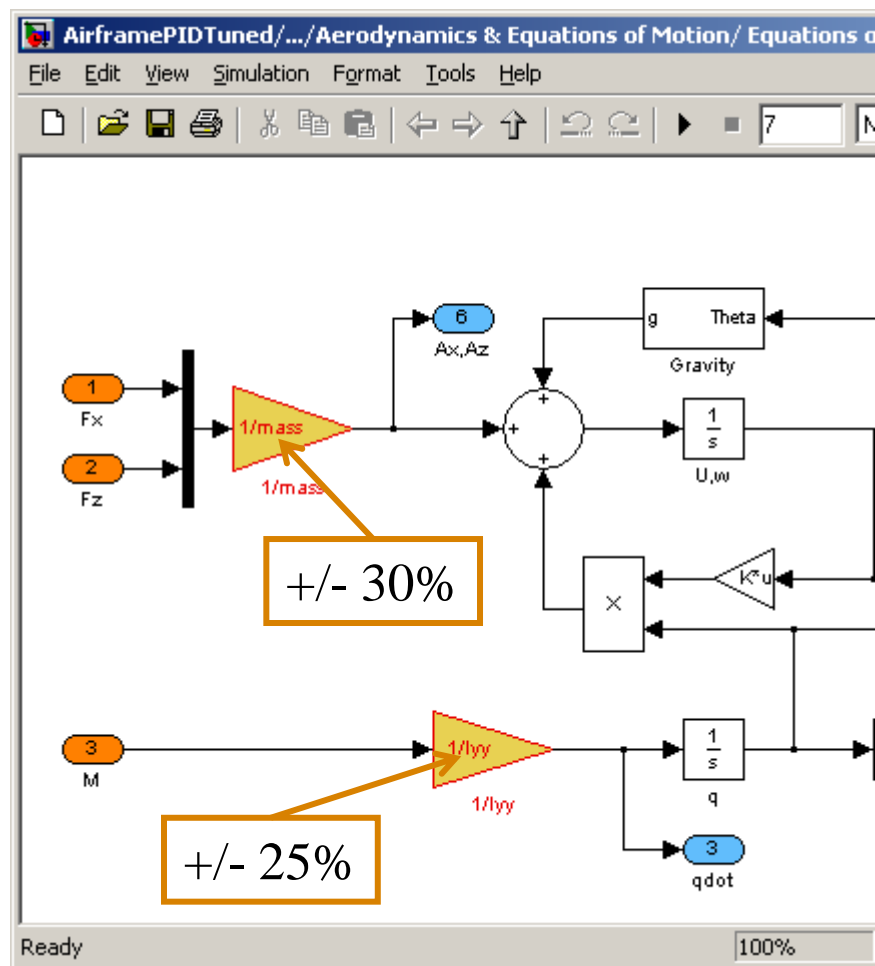 AirframePIDTuned/.../Aerodynamics & Equations of Motion/ Equations o
File Edit View Simulation Format Tools Help
7 N
6
Ax,Az
g Theta
Gravity
1
Fx
1/mass
1/mass
+
+
+
1
s
U,w
2
Fz
+/- 30%
K*u
×
3
M
1/Iyy
1/Iyy
1
s
q
+/- 25%
3
qdot
Ready 100%